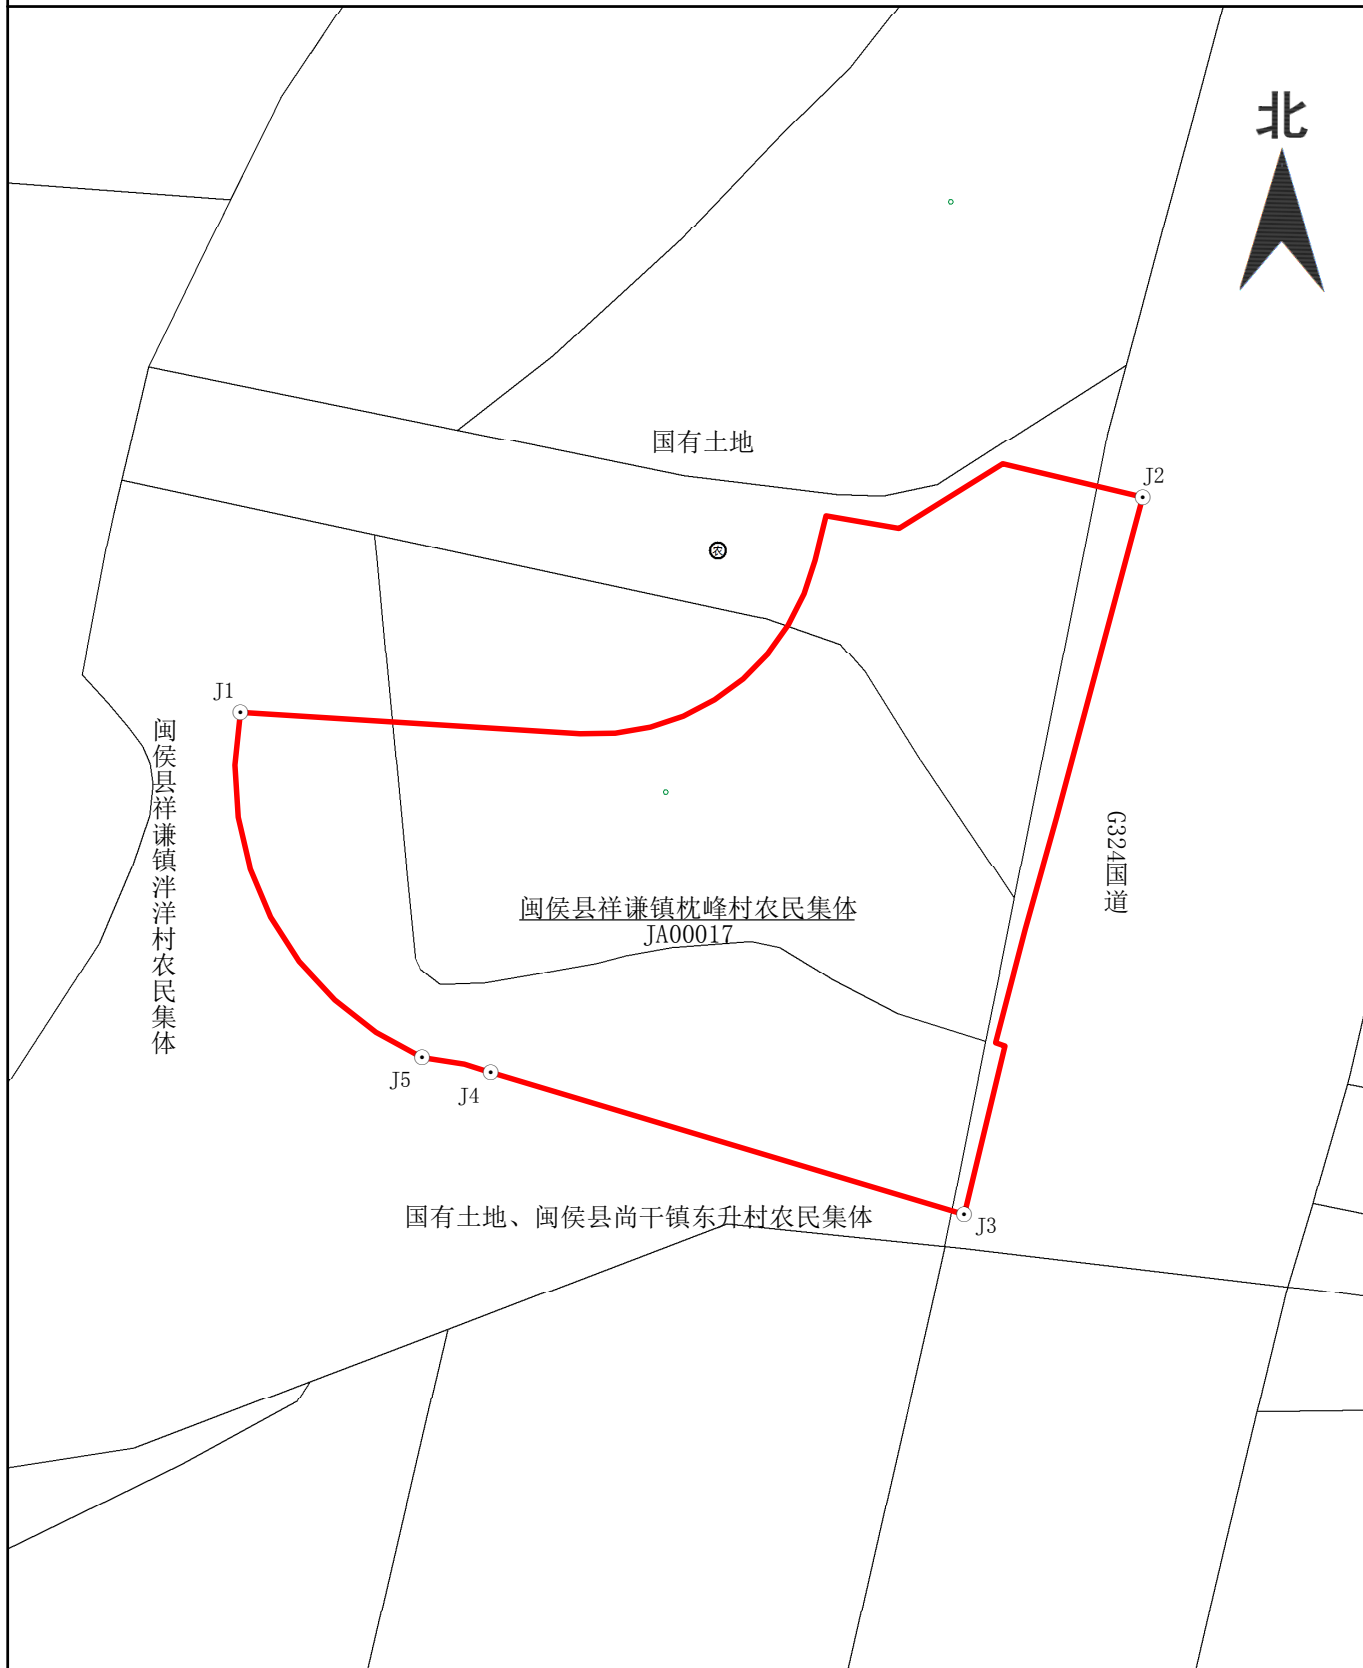 北
国有土地
J2
农
J1
闽侯县祥谦镇泮洋村农民集体
G324国道
闽侯县祥谦镇枕峰村农民集体
JA00017
J5
J4
国有土地、闽侯县尚干镇东升村农民集体
J3